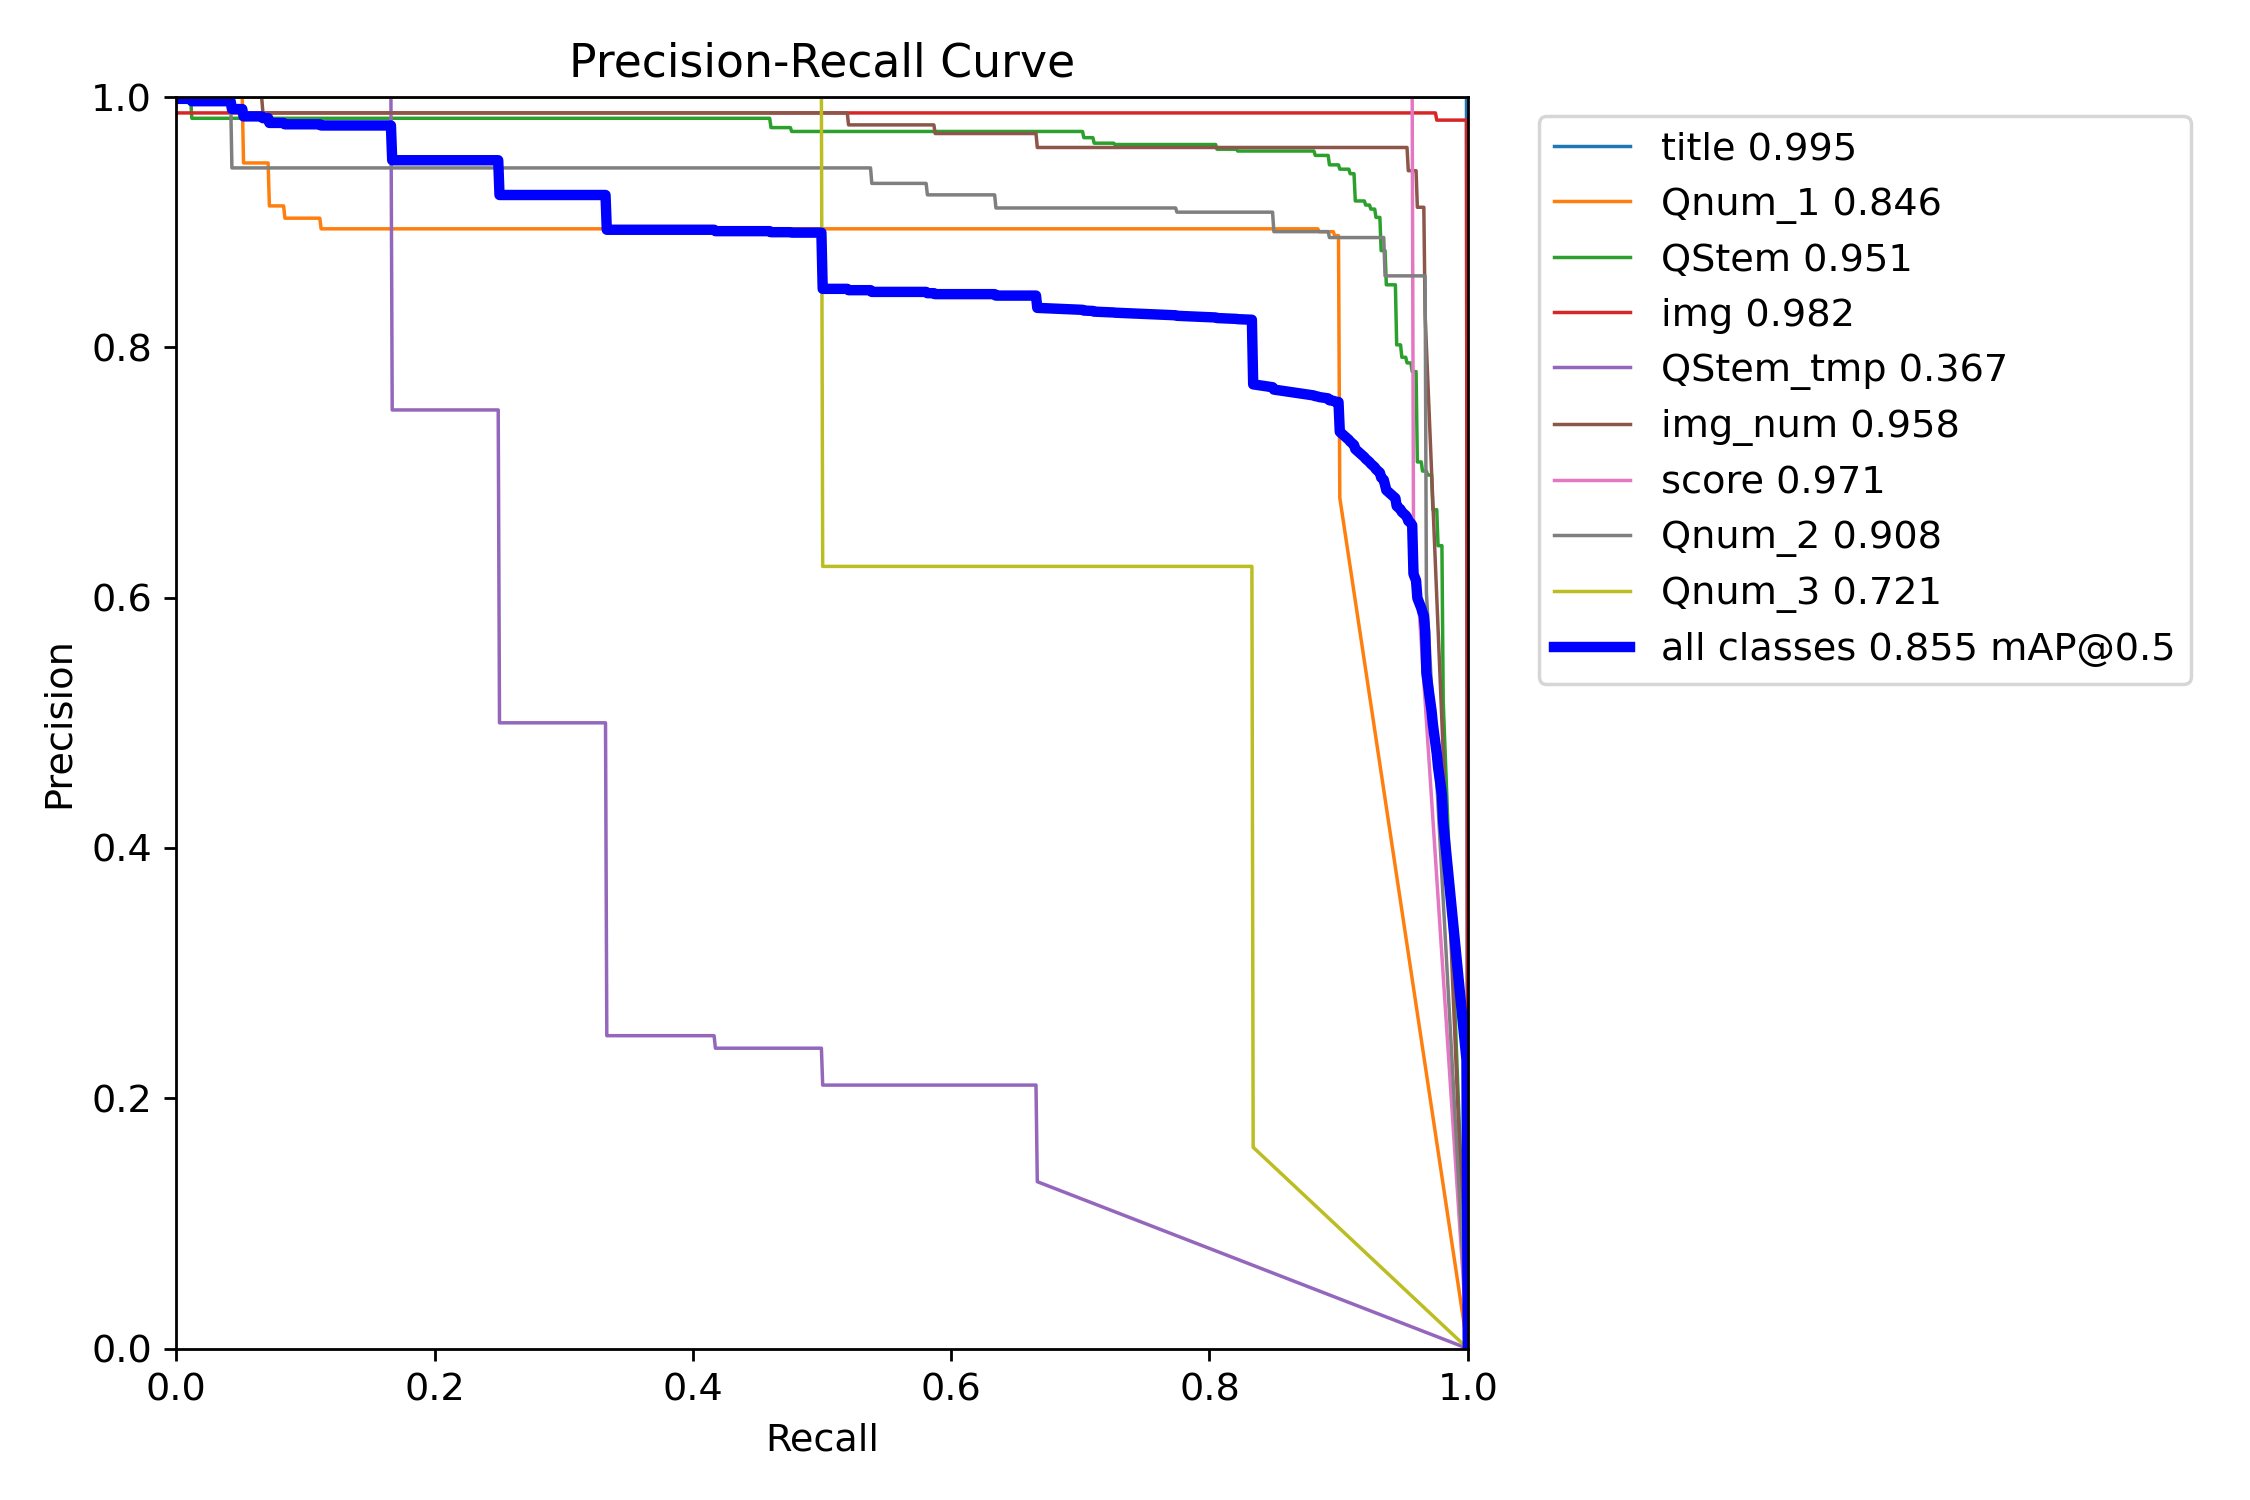 Precision-Recall Curve
1.0
0.8
0.6
0.4
0.2
0.0
Precision
0.0 0.2 0.4 0.6 0.8 1.0
Recall
title 0.995
Qnum_1 0.846
QStem 0.951
img 0.982
QStem_tmp 0.367
img_num 0.958
score 0.971
Qnum_2 0.908
Qnum_3 0.721
all classes 0.855 mAP@0.5